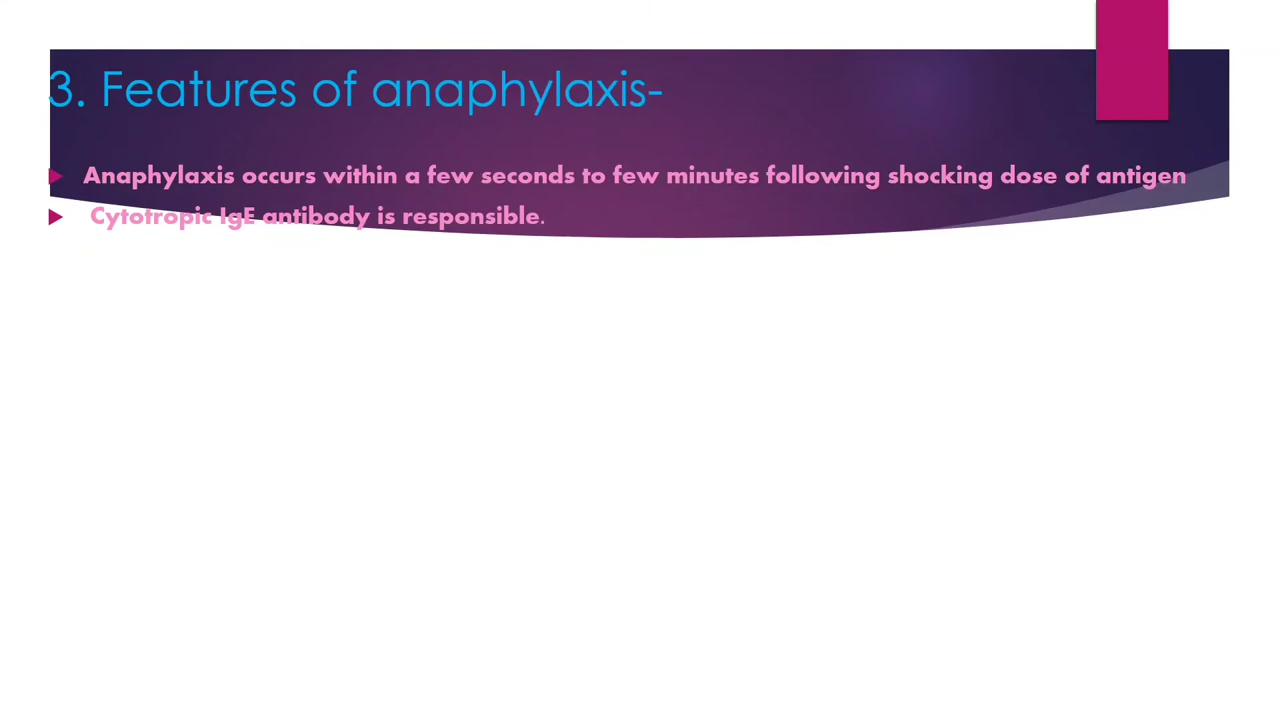 3. Features of anaphylaxis-
Anaphylaxis occurs within a few seconds to few minutes following shocking dose of antigen
Cytotropic IgE antibody is responsible.